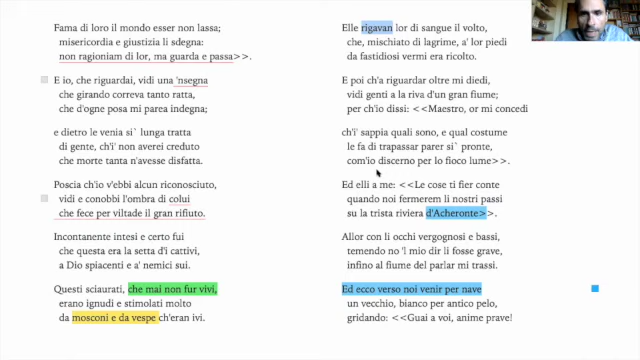 Fama di loro il mondo esser non lassa;
misericordia e giustizia li sdegna:
non ragioniam di lor, ma guarda e passa>>.
E io, che riguardai, vidi una 'nsegna
che girando correva tanto ratta,
che d'ogne posa mi parea indegna;
e dietro le venia si` lunga tratta
di gente, ch'i' non averei creduto
che morte tanta n'avesse disfatta.
Poscia ch'io v'ebbi alcun riconosciuto,
vidi e conobbi l'ombra di colui
che fece per viltade il gran rifiuto.
Incontanente intesi e certo fui
che questa era la setta d'i cattivi,
a Dio spiacenti e a' nemici sui.
Questi sciaurati, che mai non fur vivi,
erano ignudi e stimolati molto
da mosconi e da vespe ch'eran ivi.
Elle rigavan lor di sangue il volto,
che, mischiato di lagrime, a' lor piedi
da fastidiosi vermi era ricolto.
E poi ch'a riguardar oltre mi diedi,
vidi genti a la riva d'un gran fiume;
per ch'io dissi: <<Maestro, or mi concedi
ch'i' sappia quali sono, e qual costume
le fa di trapassar parer si` pronte,
com'io discerno per lo fioco lume>>.
Ed elli a me: <<Le cose ti fier conte
quando noi fermerem li nostri passi
su la trista riviera d'Acheronte>>.
Allor con li occhi vergognosi e bassi,
temendo no 'l mio dir li fosse grave,
infino al fiume del parlar mi trassi.
Ed ecco verso noi venir per nave
un vecchio, bianco per antico pelo,
gridando: <<Guai a voi, anime prave!